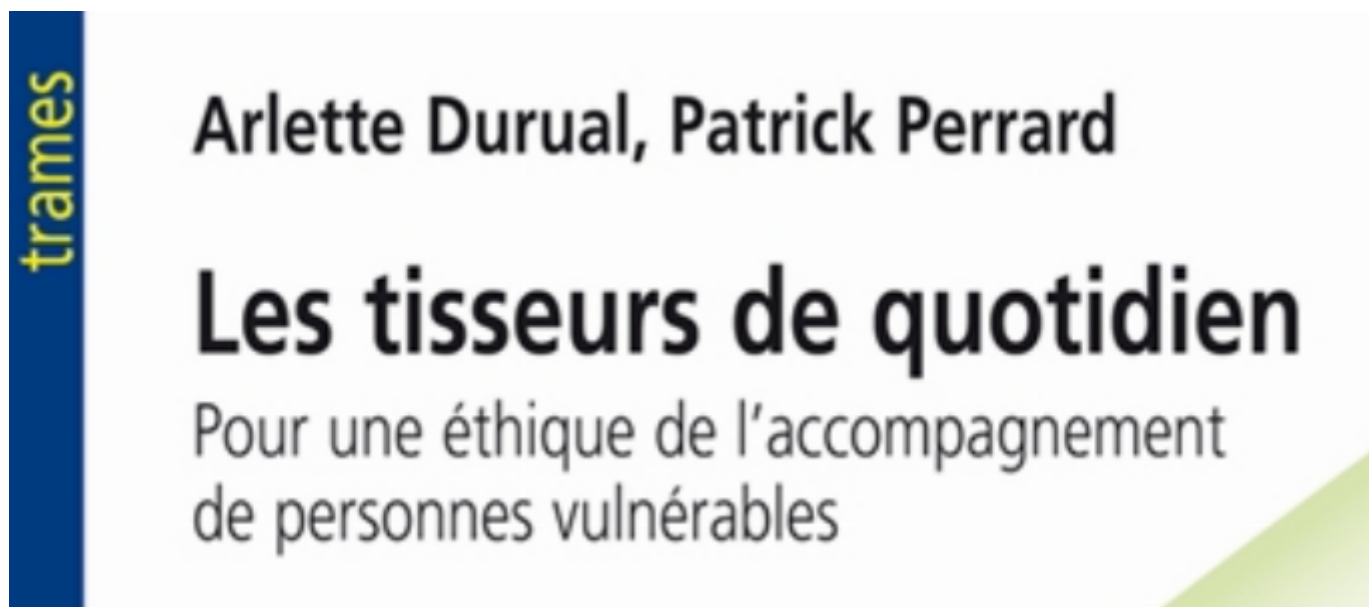 trames
Arlette Durual, Patrick Perrard
Les tisseurs de quotidien
Pour une éthique de l'accompagnement
de personnes vulnérables